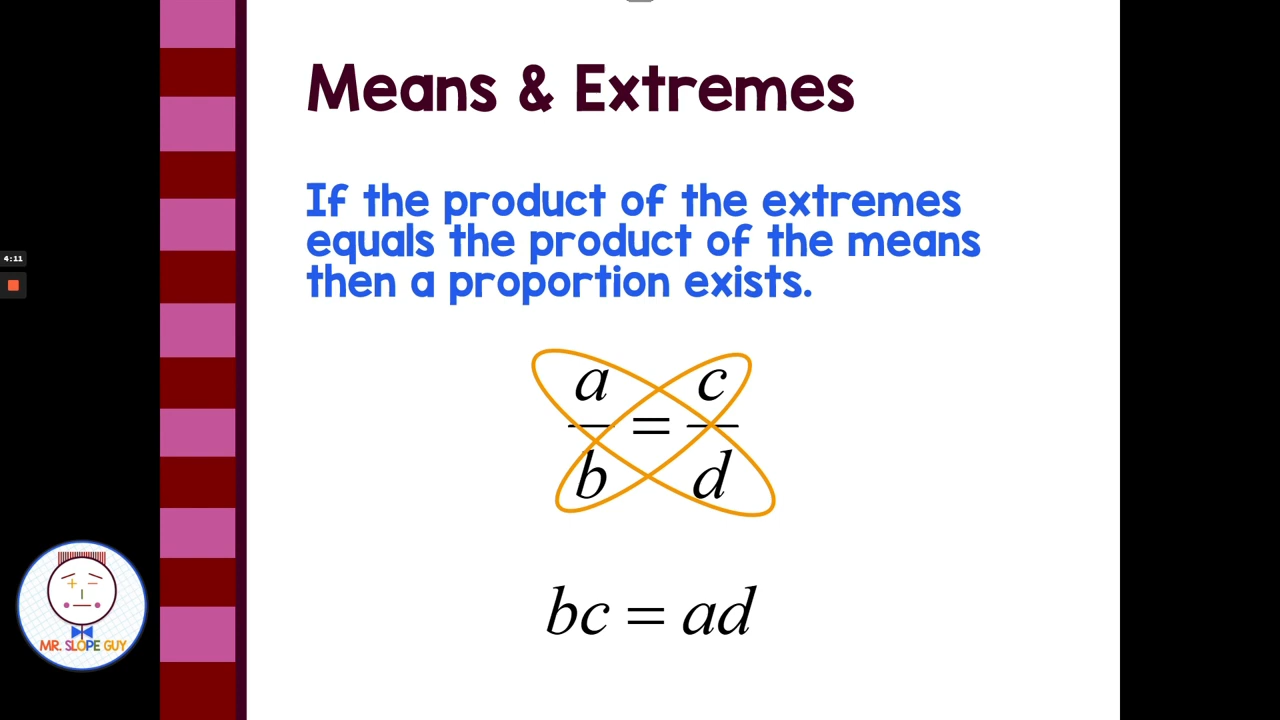 Means & Extremes
If the product of the extremes
equals the product of the means
then a proportion exists.
a/b = c/d
bc = ad
4:11
MR. SLOPE GUY